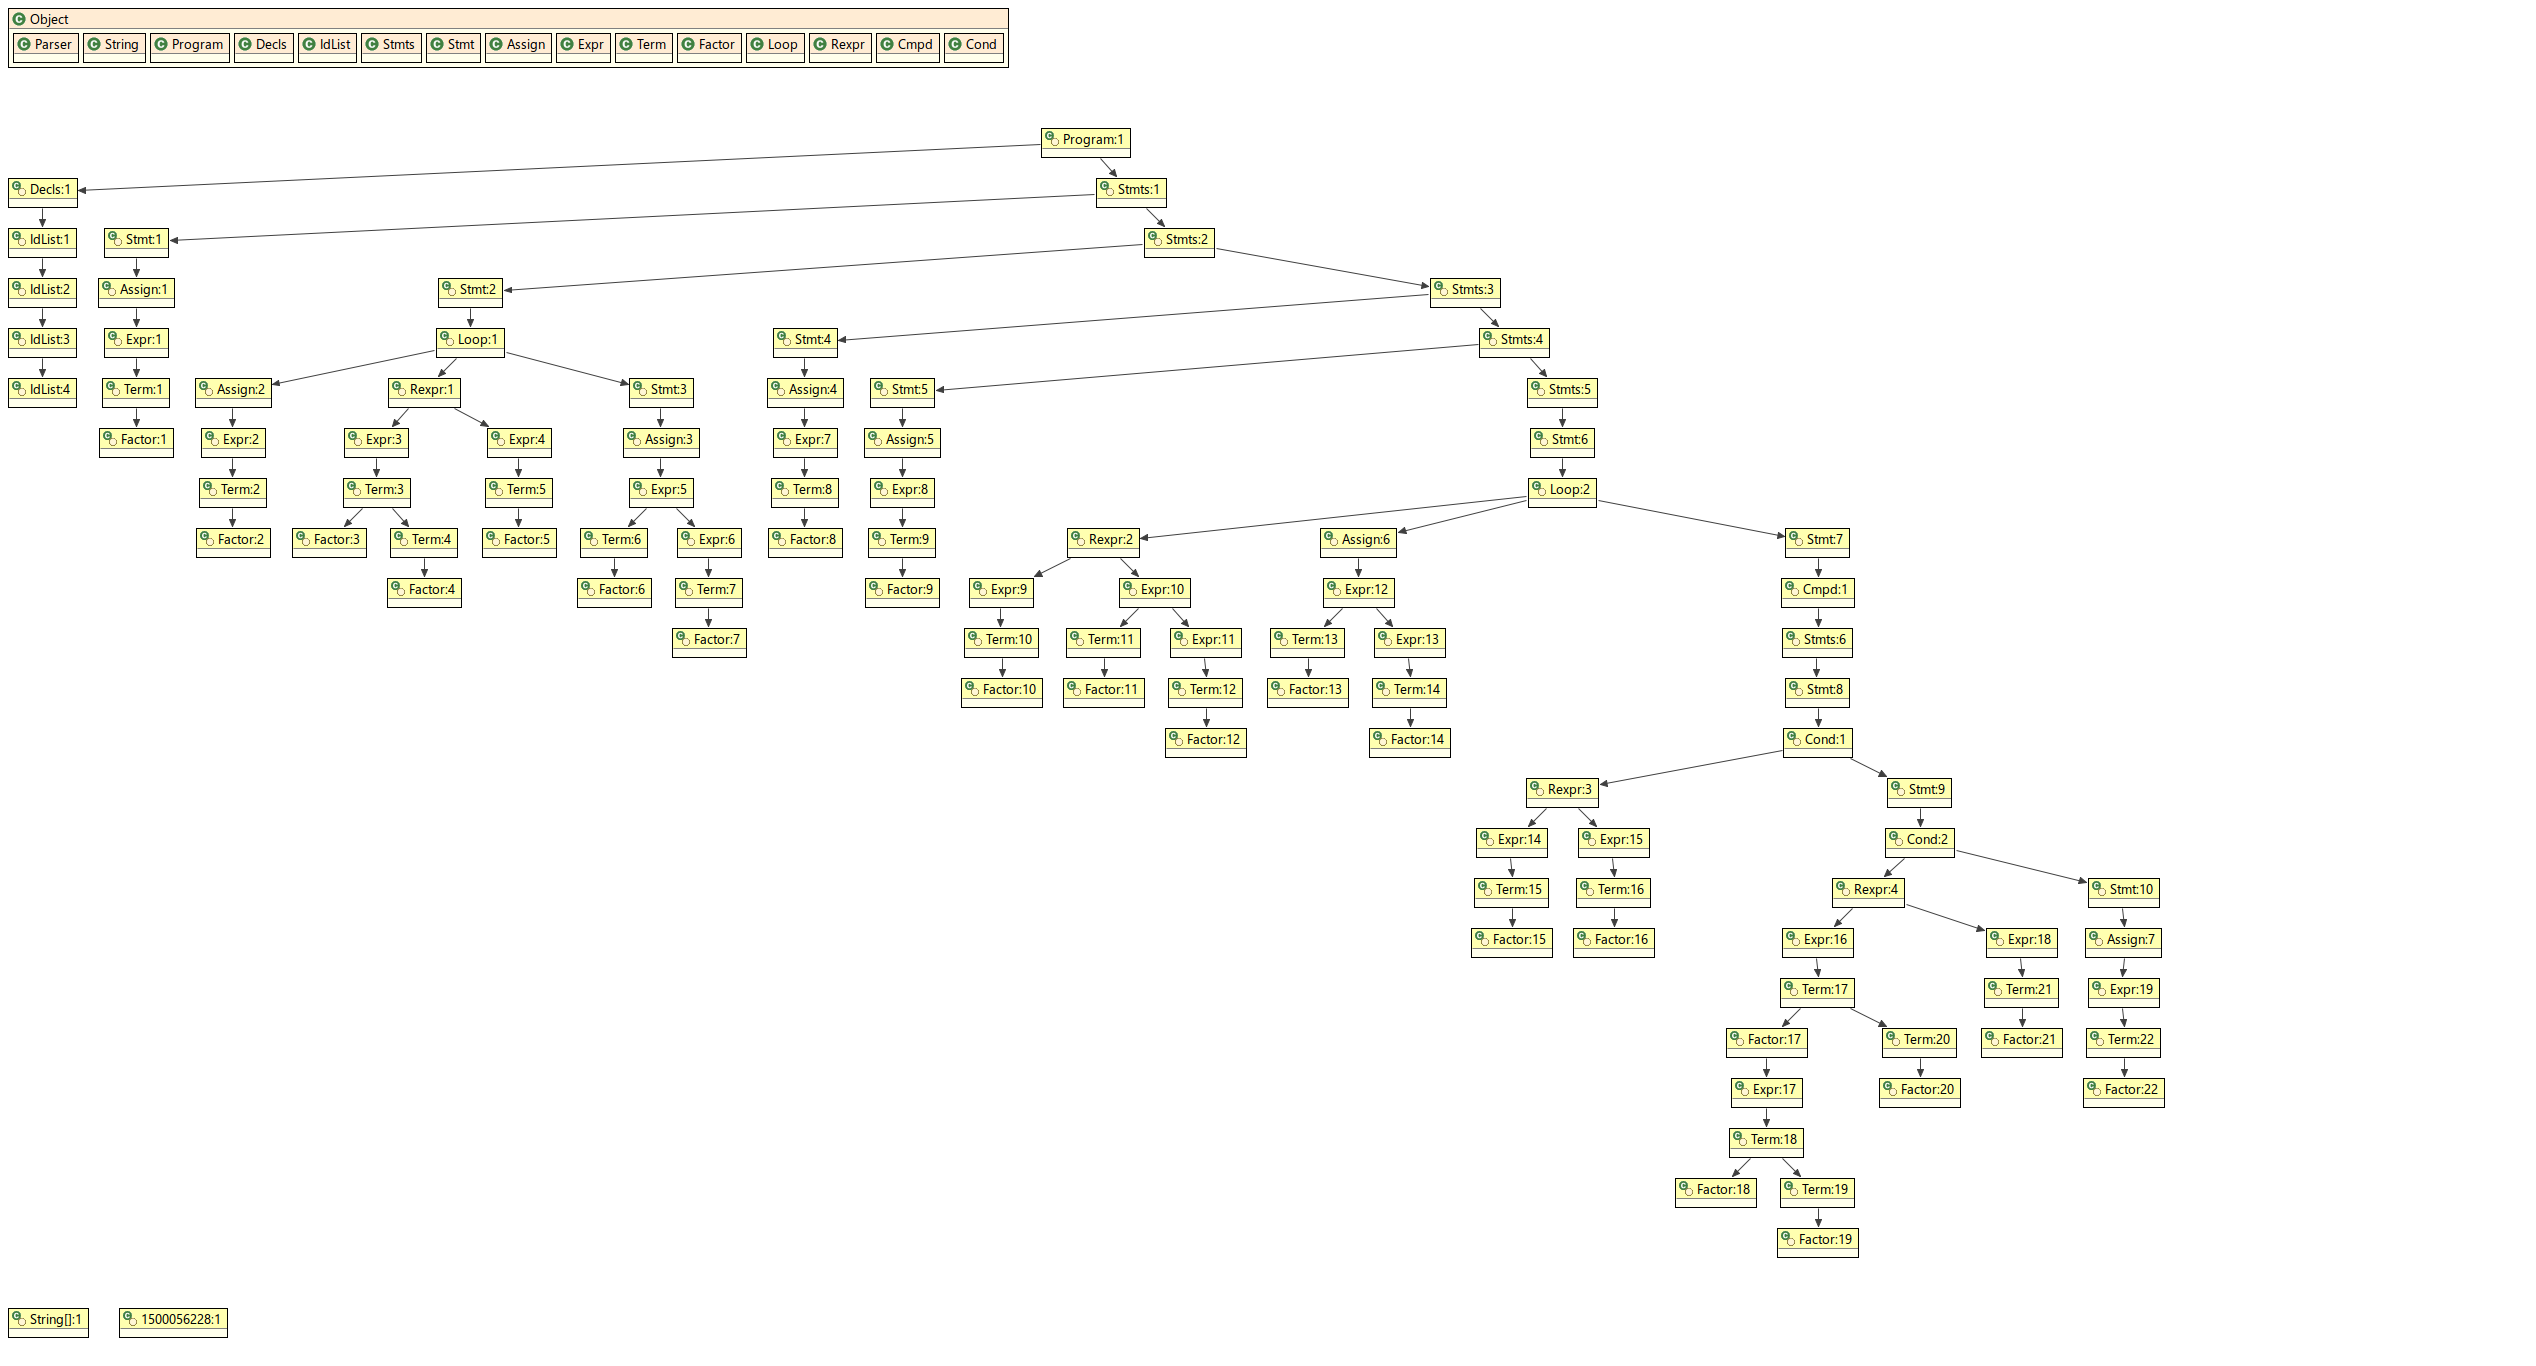 Object
Parser String Program Decls IdList Stmts Stmt Assign Expr Term Factor Loop Rexpr Cmpd Cond
Program:1
Decls:1 Stmts:1
IdList:1 Stmt:1 Stmts:2
IdList:2 Assign:1 Stmt:2 Stmts:3
IdList:3 Expr:1 Loop:1 Stmt:4 Stmts:4
IdList:4 Term:1 Assign:2 Rexpr:1 Stmt:3 Assign:4 Stmt:5 Stmts:5
Factor:1 Expr:2 Expr:3 Expr:4 Assign:3 Expr:7 Assign:5 Stmt:6
Term:2 Term:3 Term:5 Expr:5 Term:8 Expr:8 Loop:2
Factor:2 Factor:3 Term:4 Factor:5 Term:6 Expr:6 Factor:8 Term:9 Rexpr:2 Assign:6 Stmt:7
Factor:4 Factor:6 Term:7 Factor:9 Expr:9 Expr:10 Expr:12 Cmpd:1
Factor:7 Term:10 Term:11 Expr:11 Term:13 Expr:13 Stmts:6
Factor:10 Factor:11 Term:12 Factor:13 Term:14 Stmt:8
Factor:12 Factor:14 Cond:1
Rexpr:3 Stmt:9
Expr:14 Expr:15 Cond:2
Term:15 Term:16 Rexpr:4 Stmt:10
Factor:15 Factor:16 Expr:16 Expr:18 Assign:7
Term:17 Term:21 Expr:19
Factor:17 Term:20 Factor:21 Term:22
Expr:17 Factor:20 Factor:22
Term:18
Factor:18 Term:19
Factor:19
String[]:1 1500056228:1